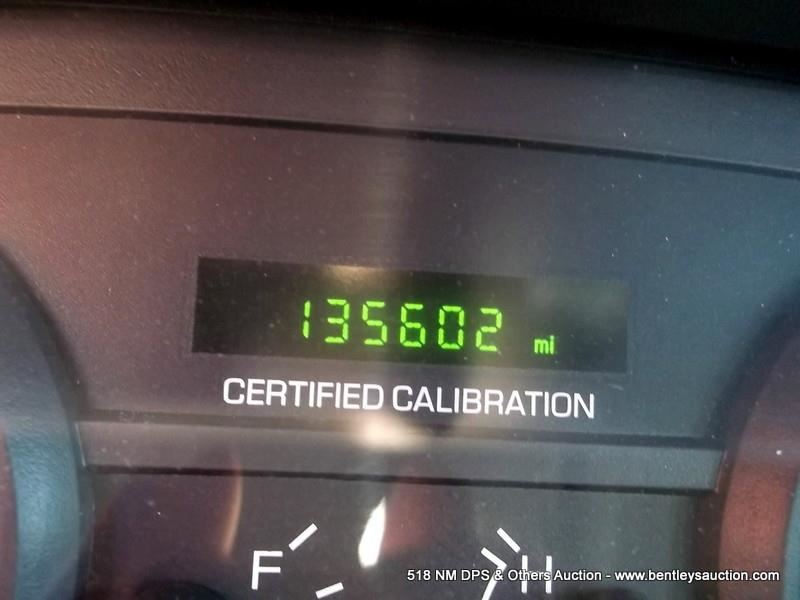 135602 mi
CERTIFIED CALIBRATION
F H
518 NM DPS & Others Auction - www.bentleysauction.com